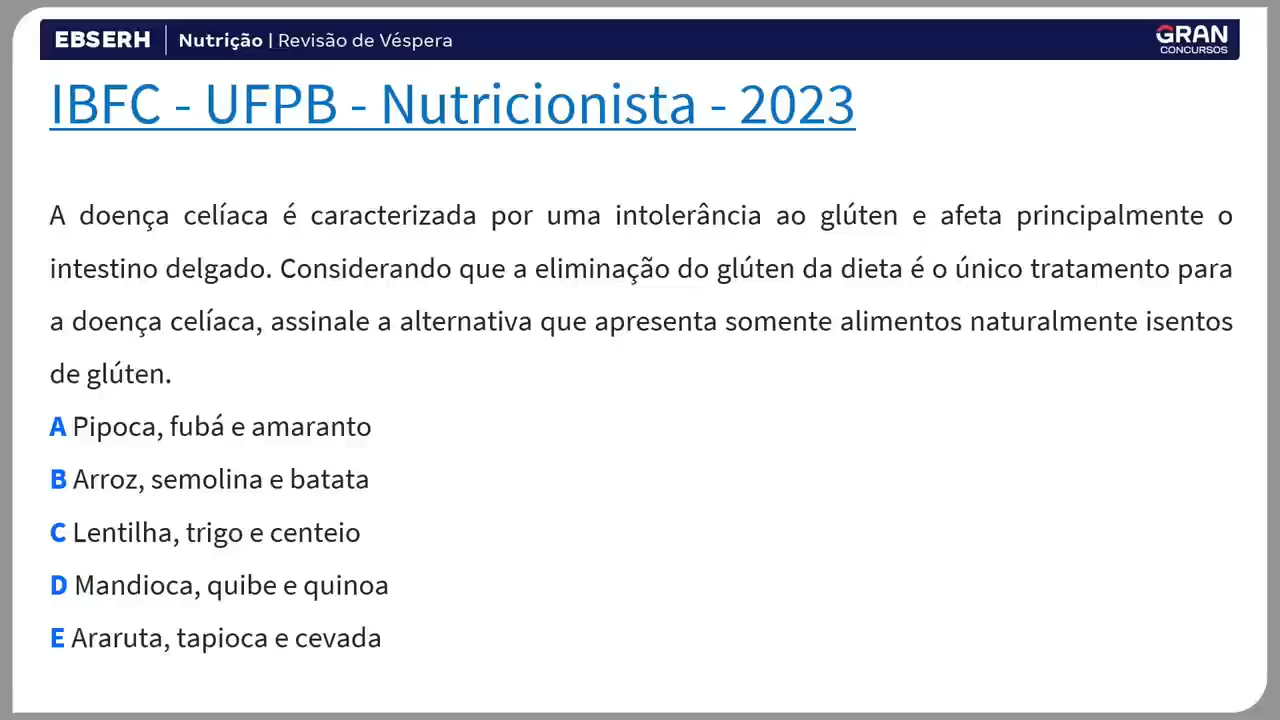 EBSERH | Nutrição | Revisão de Véspera
GRAN
CONCURSOS
IBFC - UFPB - Nutricionista - 2023
A doença celíaca é caracterizada por uma intolerância ao glúten e afeta principalmente o
intestino delgado. Considerando que a eliminação do glúten da dieta é o único tratamento para
a doença celíaca, assinale a alternativa que apresenta somente alimentos naturalmente isentos
de glúten.
A Pipoca, fubá e amaranto
B Arroz, semolina e batata
C Lentilha, trigo e centeio
D Mandioca, quibe e quinoa
E Araruta, tapioca e cevada